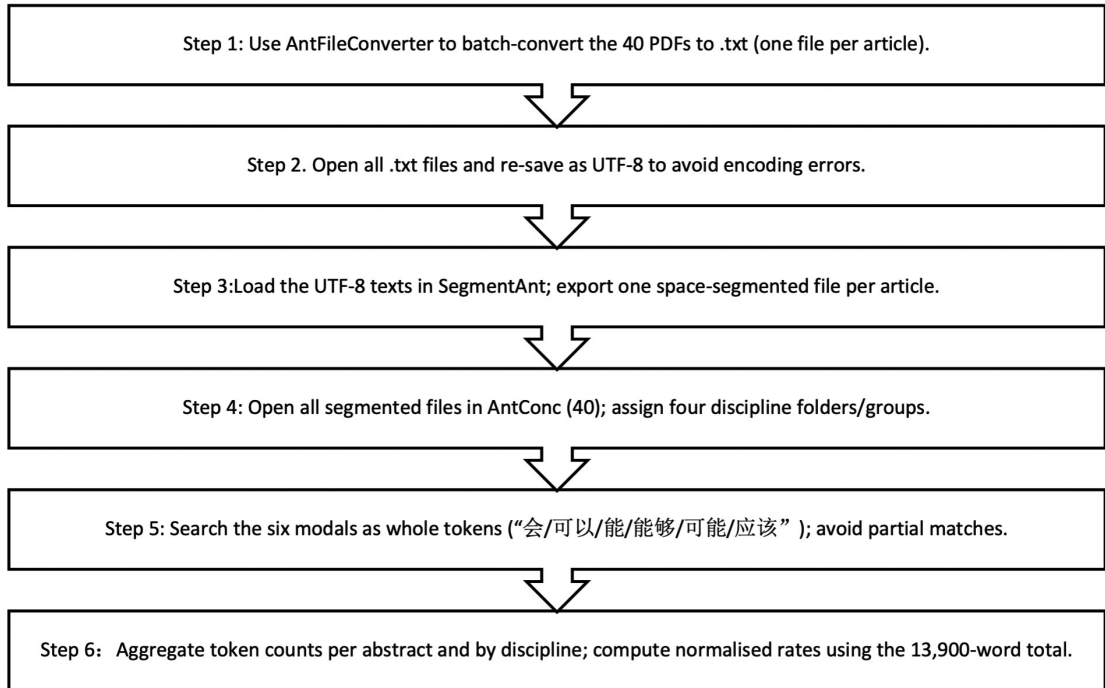 Step 1: Use AntFileConverter to batch-convert the 40 PDFs to .txt (one file per article).
Step 2. Open all .txt files and re-save as UTF-8 to avoid encoding errors.
Step 3:Load the UTF-8 texts in SegmentAnt; export one space-segmented file per article.
Step 4: Open all segmented files in AntConc (40); assign four discipline folders/groups.
Step 5: Search the six modals as whole tokens (“会/可以/能/能够/可能/应该” ); avoid partial matches.
Step 6： Aggregate token counts per abstract and by discipline; compute normalised rates using the 13,900-word total.